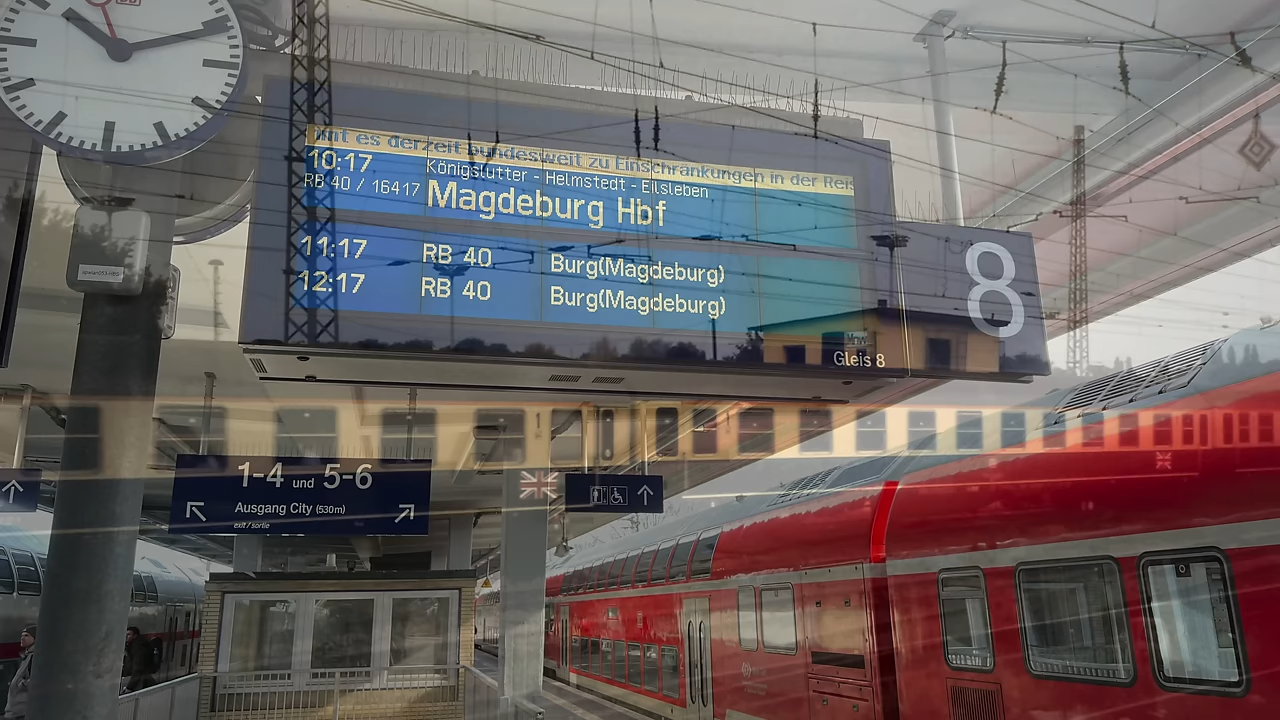 imt es derzeit bundesweit zu Einschränkungen in der Reis
10:17
Königslutter - Helmstedt - Eilsleben
RB 40 / 16417
Magdeburg Hbf
11:17 RB 40 Burg(Magdeburg)
12:17 RB 40 Burg(Magdeburg)
8
Gleis 8
1-4 und 5-6
Ausgang City (530m)
exit / sortie